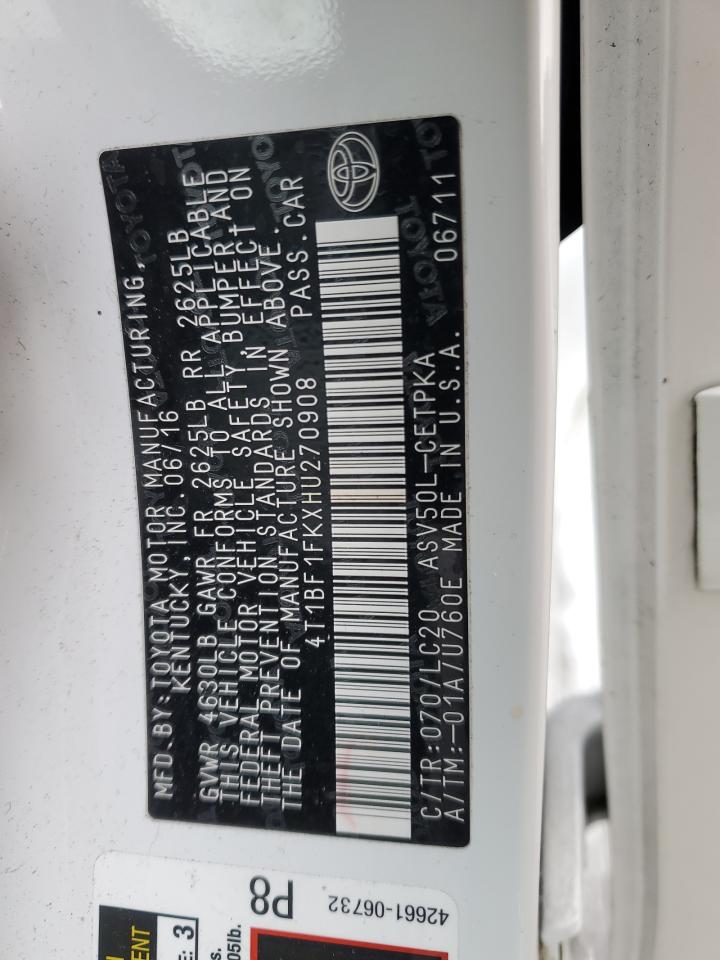 MFD. BY: TOYOTA MOTOR MANUFACTURING,
KENTUCKY, INC. 06/16
GVWR 4630LB GAWR FR 2625LB RR 2625LB
THIS VEHICLE CONFORMS TO ALL APPLICABLE
FEDERAL MOTOR VEHICLE SAFETY, BUMPER, AND
THEFT PREVENTION STANDARDS IN EFFECT ON
THE DATE OF MANUFACTURE SHOWN ABOVE.
4T1BF1FKXHU270908 PASS. CAR
C/TR: 070/LC20 ASV50L-CETPKA
A/TM: -01A/U760E MADE IN U.S.A. 06711
P8
42661-06732
ENT
E: 3
s.
05lb.